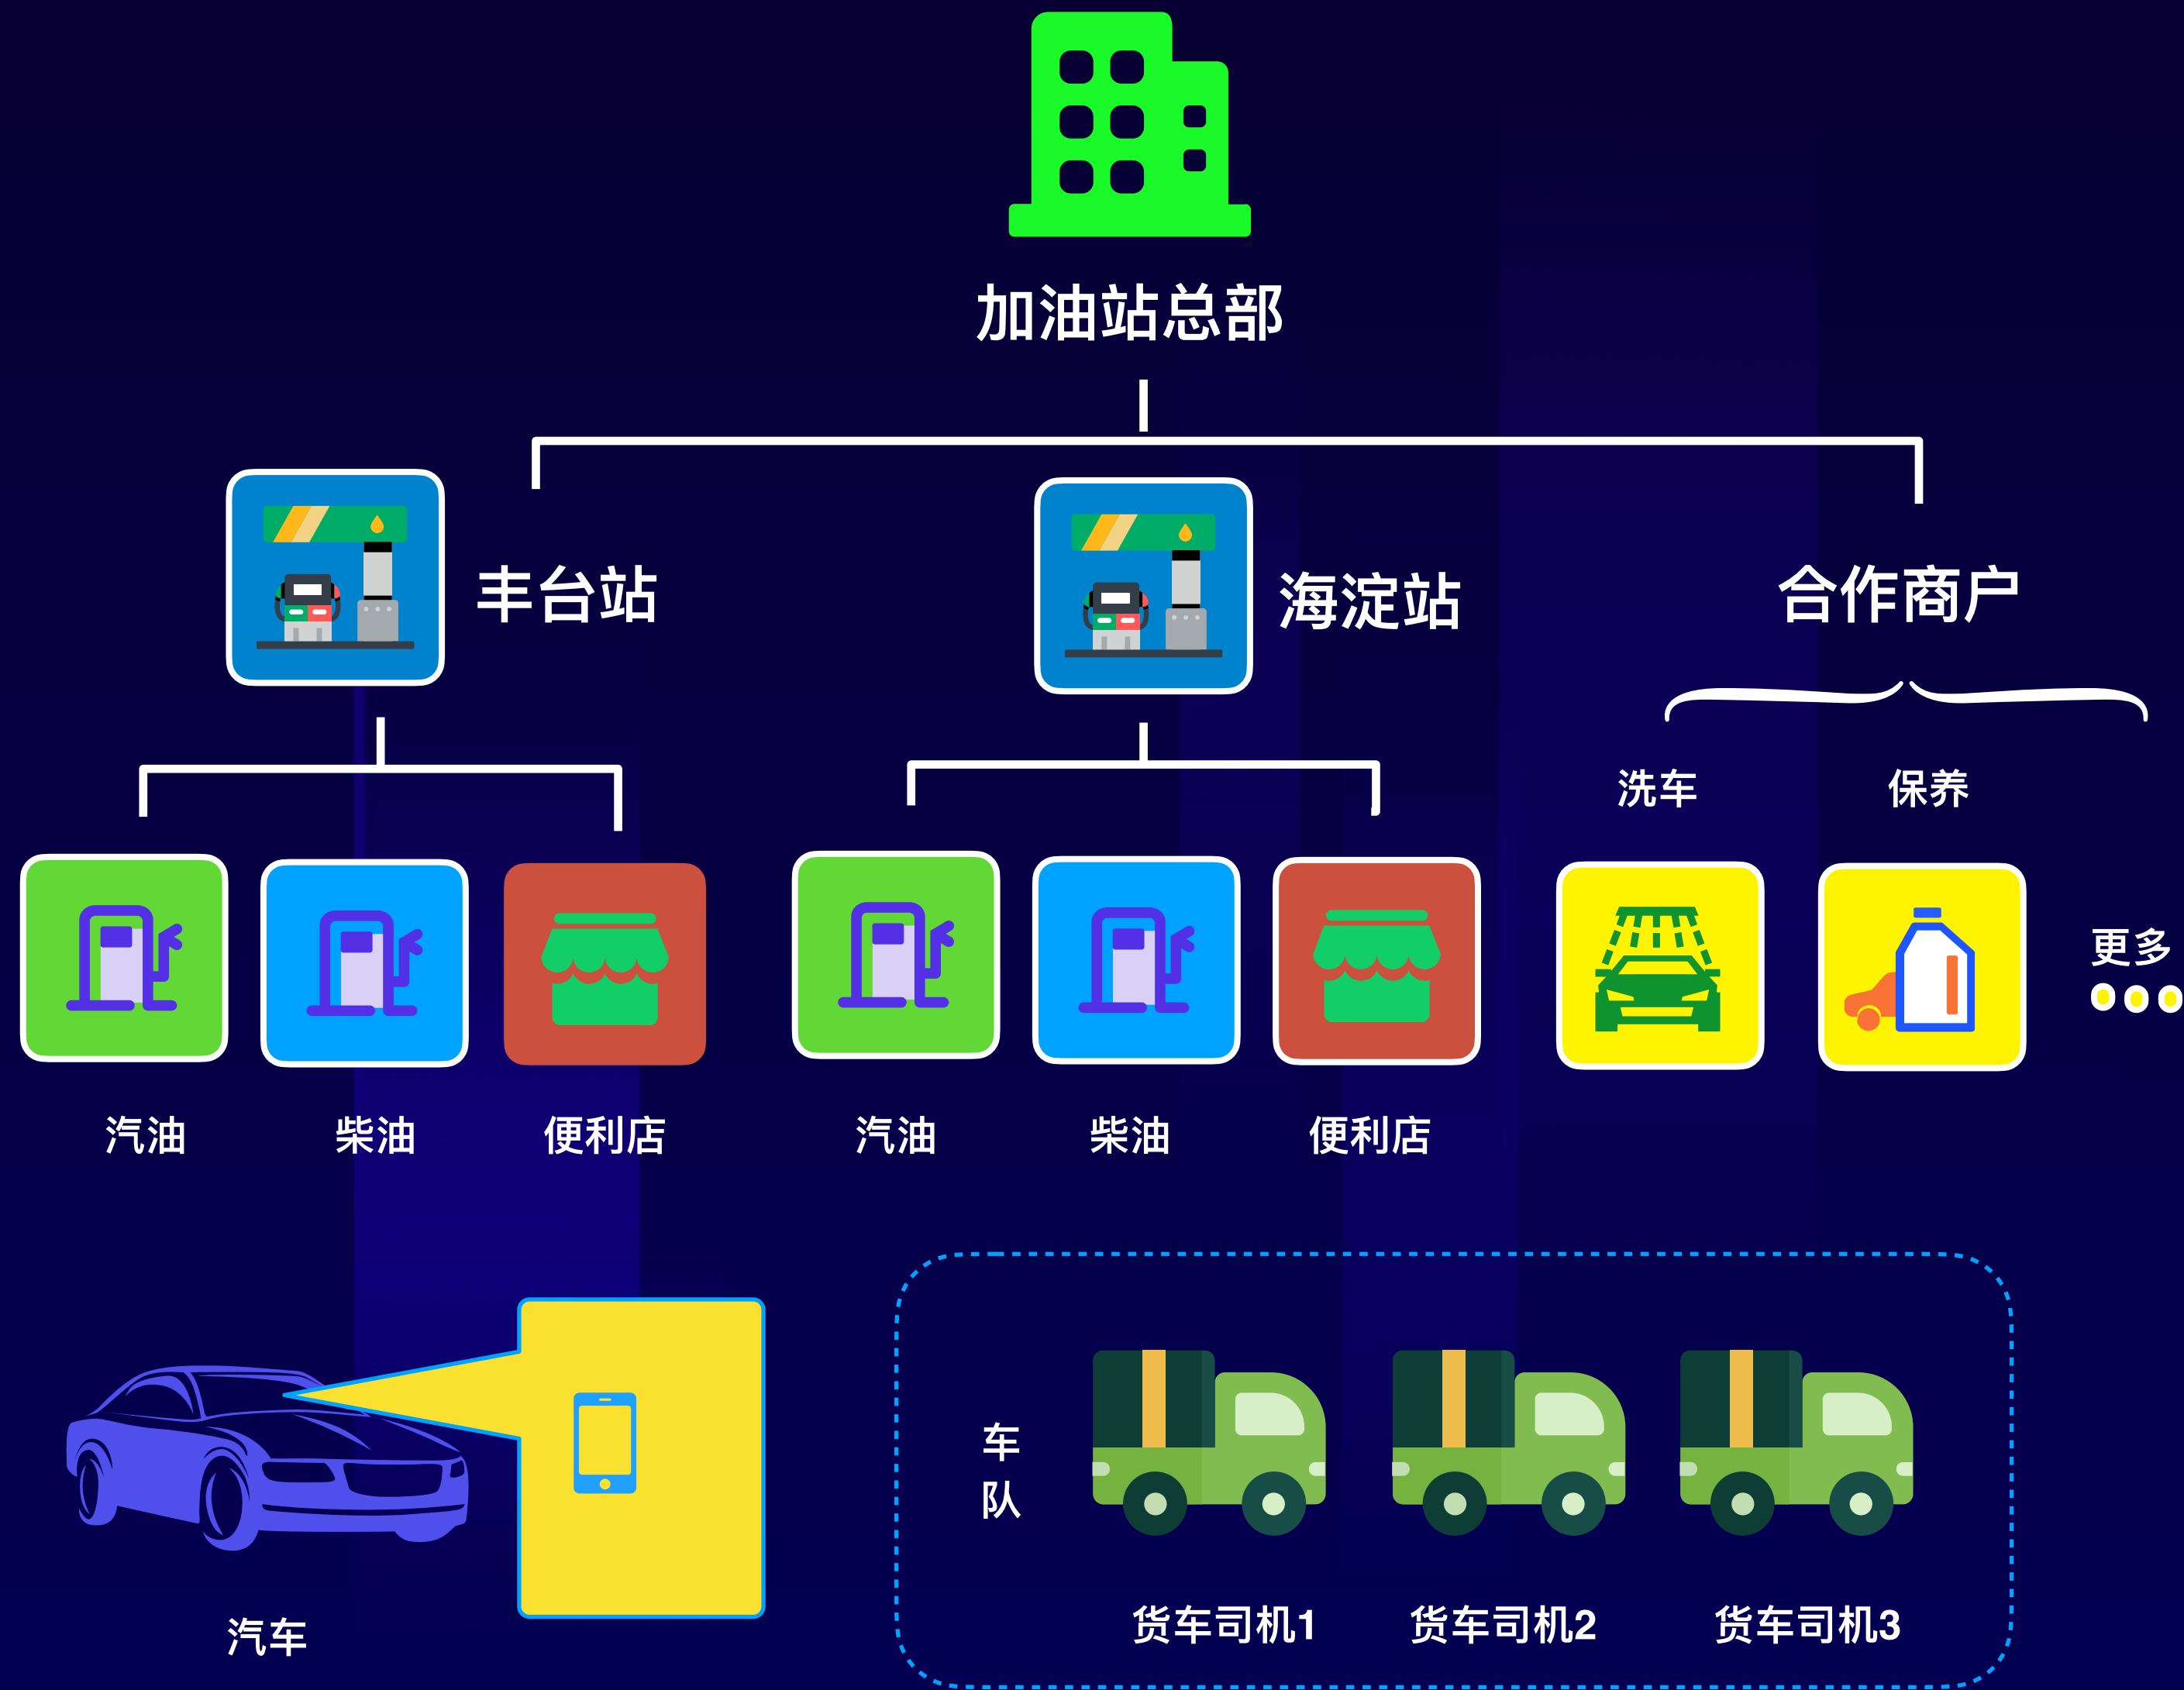 加油站总部
丰台站
海淀站
合作商户
洗车
保养
更多
汽油
柴油
便利店
汽油
柴油
便利店
车
队
货车司机1
货车司机2
货车司机3
汽车